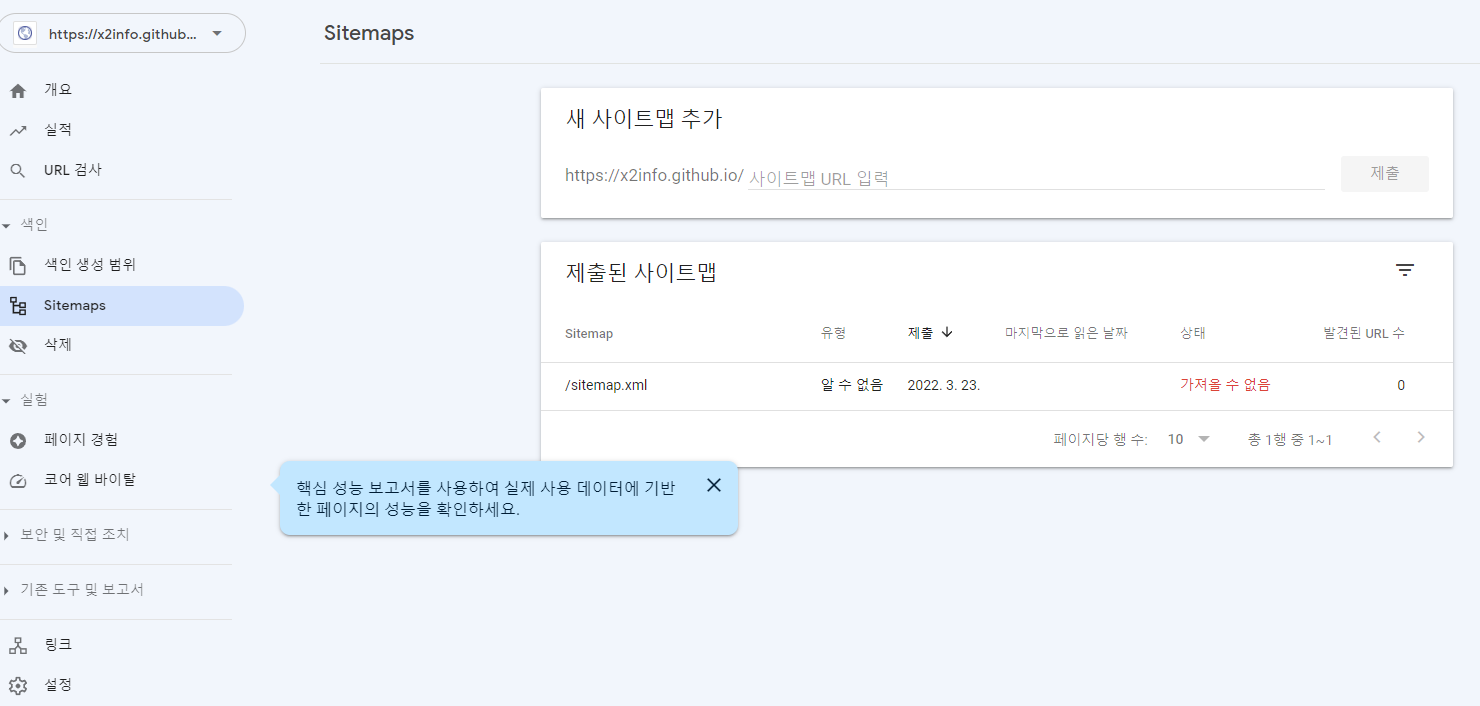 https://x2info.github...
Sitemaps
개요
실적
URL 검사
색인
색인 생성 범위
Sitemaps
삭제
실험
페이지 경험
코어 웹 바이탈
보안 및 직접 조치
기존 도구 및 보고서
링크
설정
새 사이트맵 추가
https://x2info.github.io/ 사이트맵 URL 입력 제출
제출된 사이트맵
Sitemap 유형 제출 마지막으로 읽은 날짜 상태 발견된 URL 수
/sitemap.xml 알 수 없음 2022. 3. 23. 가져올 수 없음 0
페이지당 행 수: 10 총 1행 중 1~1
핵심 성능 보고서를 사용하여 실제 사용 데이터에 기반
한 페이지의 성능을 확인하세요.